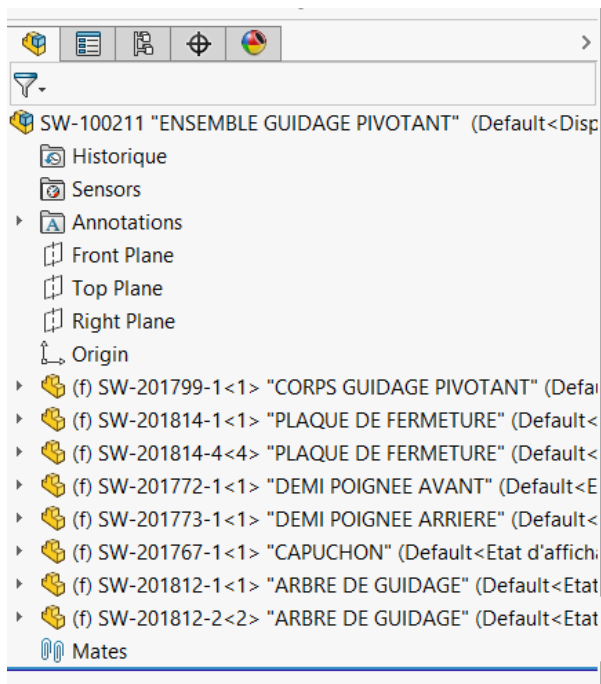 SW-100211 "ENSEMBLE GUIDAGE PIVOTANT" (Default<Disp
Historique
Sensors
Annotations
Front Plane
Top Plane
Right Plane
Origin
(f) SW-201799-1<1> "CORPS GUIDAGE PIVOTANT" (Defa
(f) SW-201814-1<1> "PLAQUE DE FERMETURE" (Default<
(f) SW-201814-4<4> "PLAQUE DE FERMETURE" (Default<
(f) SW-201772-1<1> "DEMI POIGNEE AVANT" (Default<E
(f) SW-201773-1<1> "DEMI POIGNEE ARRIERE" (Default<
(f) SW-201767-1<1> "CAPUCHON" (Default<Etat d'affich
(f) SW-201812-1<1> "ARBRE DE GUIDAGE" (Default<Etat
(f) SW-201812-2<2> "ARBRE DE GUIDAGE" (Default<Etat
Mates